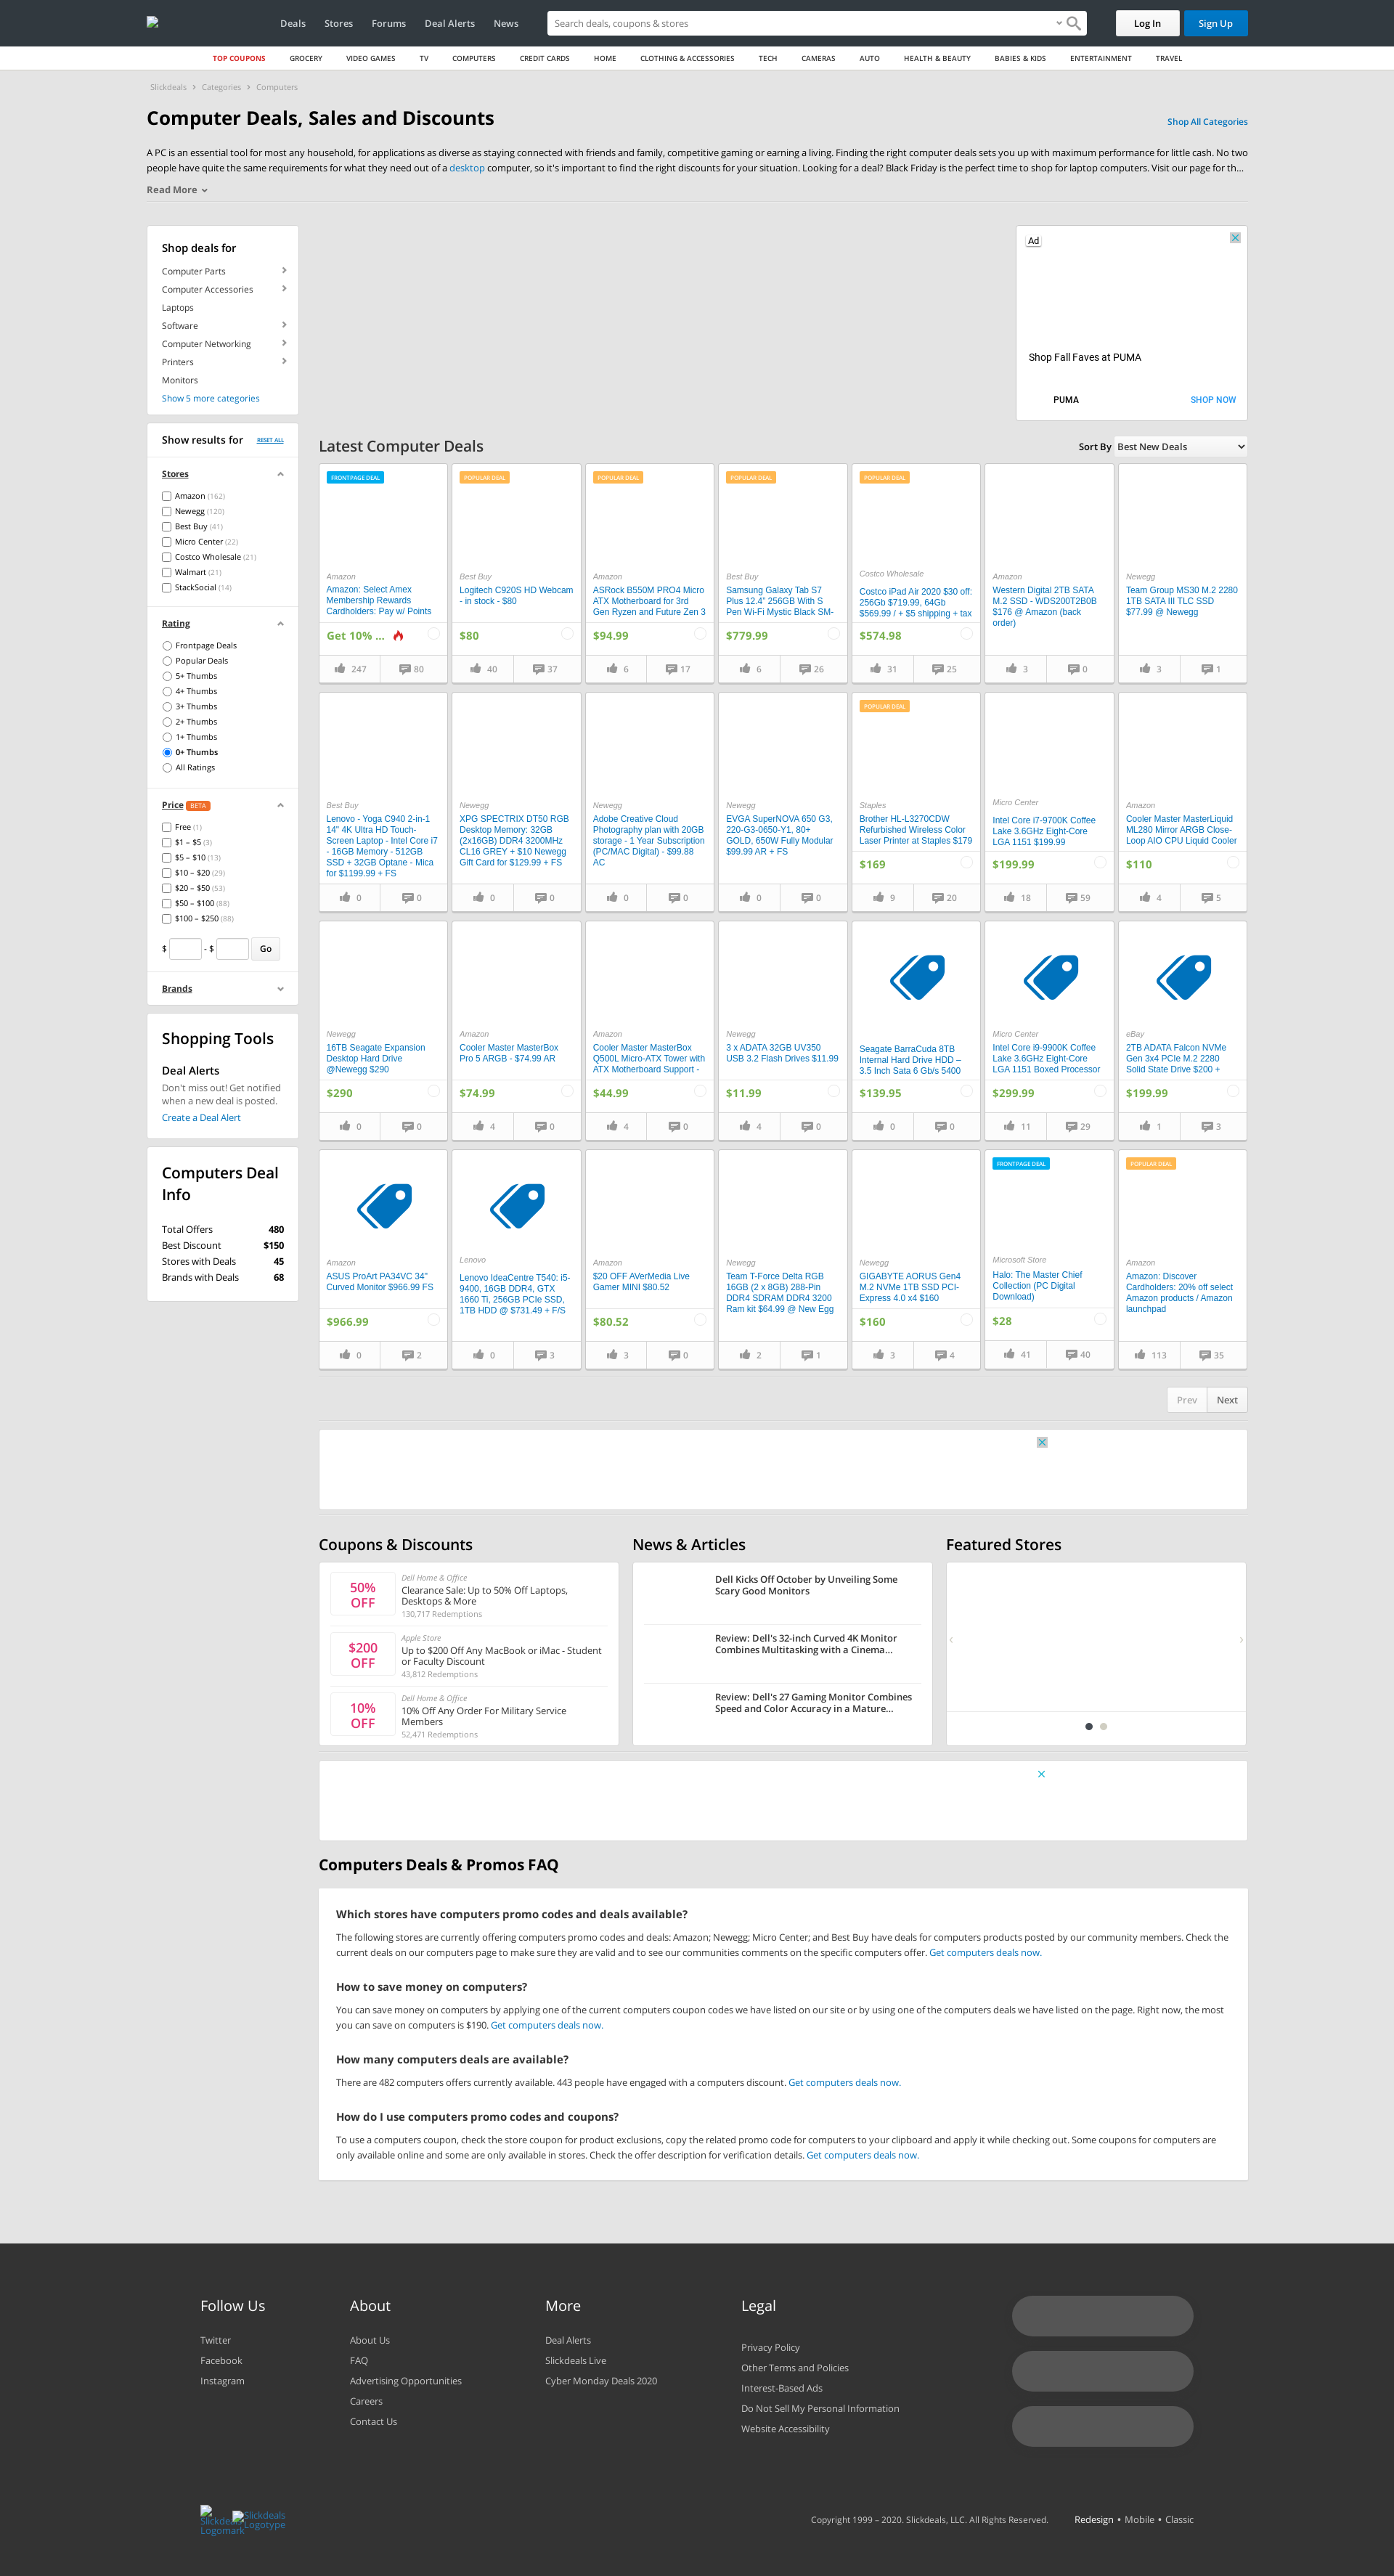 Deals Stores Forums Deal Alerts News Search deals, coupons & stores Log In Sign Up
TOP COUPONS GROCERY VIDEO GAMES TV COMPUTERS CREDIT CARDS HOME CLOTHING & ACCESSORIES TECH CAMERAS AUTO HEALTH & BEAUTY BABIES & KIDS ENTERTAINMENT TRAVEL
Slickdeals › Categories › Computers
Computer Deals, Sales and Discounts
Shop All Categories
A PC is an essential tool for most any household, for applications as diverse as staying connected with friends and family, competitive gaming or earning a living. Finding the right computer deals sets you up with maximum performance for little cash. No two
people have quite the same requirements for what they need out of a desktop computer, so it's important to find the right discounts for your situation. Looking for a deal? Black Friday is the perfect time to shop for laptop computers. Visit our page for th...
Read More
Shop deals for
Computer Parts
Computer Accessories
Laptops
Software
Computer Networking
Printers
Monitors
Show 5 more categories
Show results for RESET ALL
Stores
Amazon (162)
Newegg (120)
Best Buy (41)
Micro Center (22)
Costco Wholesale (21)
Walmart (21)
StackSocial (14)
Rating
Frontpage Deals
Popular Deals
5+ Thumbs
4+ Thumbs
3+ Thumbs
2+ Thumbs
1+ Thumbs
0+ Thumbs
All Ratings
Price BETA
Free (1)
$1 – $5 (3)
$5 – $10 (13)
$10 – $20 (29)
$20 – $50 (53)
$50 – $100 (88)
$100 – $250 (88)
$ - $ Go
Brands
Shopping Tools
Deal Alerts
Don't miss out! Get notified
when a new deal is posted.
Create a Deal Alert
Computers Deal
Info
Total Offers 480
Best Discount $150
Stores with Deals 45
Brands with Deals 68
Ad
Shop Fall Faves at PUMA
PUMA SHOP NOW
Latest Computer Deals
Sort By Best New Deals
FRONTPAGE DEAL
Amazon
Amazon: Select Amex
Membership Rewards
Cardholders: Pay w/ Points
Get 10% ...
247 80
POPULAR DEAL
Best Buy
Logitech C920S HD Webcam
- in stock - $80
$80
40 37
POPULAR DEAL
Amazon
ASRock B550M PRO4 Micro
ATX Motherboard for 3rd
Gen Ryzen and Future Zen 3
$94.99
6 17
POPULAR DEAL
Best Buy
Samsung Galaxy Tab S7
Plus 12.4” 256GB With S
Pen Wi-Fi Mystic Black SM-
$779.99
6 26
POPULAR DEAL
Costco Wholesale
Costco iPad Air 2020 $30 off:
256Gb $719.99, 64Gb
$569.99 / + $5 shipping + tax
$574.98
31 25
Amazon
Western Digital 2TB SATA
M.2 SSD - WDS200T2B0B
$176 @ Amazon (back
order)
3 0
Newegg
Team Group MS30 M.2 2280
1TB SATA III TLC SSD
$77.99 @ Newegg
3 1
Best Buy
Lenovo - Yoga C940 2-in-1
14" 4K Ultra HD Touch-
Screen Laptop - Intel Core i7
- 16GB Memory - 512GB
SSD + 32GB Optane - Mica
for $1199.99 + FS
0 0
Newegg
XPG SPECTRIX DT50 RGB
Desktop Memory: 32GB
(2x16GB) DDR4 3200MHz
CL16 GREY + $10 Newegg
Gift Card for $129.99 + FS
0 0
Newegg
Adobe Creative Cloud
Photography plan with 20GB
storage - 1 Year Subscription
(PC/MAC Digital) - $99.88
AC
0 0
Newegg
EVGA SuperNOVA 650 G3,
220-G3-0650-Y1, 80+
GOLD, 650W Fully Modular
$99.99 AR + FS
0 0
POPULAR DEAL
Staples
Brother HL-L3270CDW
Refurbished Wireless Color
Laser Printer at Staples $179
$169
9 20
Micro Center
Intel Core i7-9700K Coffee
Lake 3.6GHz Eight-Core
LGA 1151 $199.99
$199.99
18 59
Amazon
Cooler Master MasterLiquid
ML280 Mirror ARGB Close-
Loop AIO CPU Liquid Cooler
$110
4 5
Newegg
16TB Seagate Expansion
Desktop Hard Drive
@Newegg $290
$290
0 0
Amazon
Cooler Master MasterBox
Pro 5 ARGB - $74.99 AR
$74.99
4 0
Amazon
Cooler Master MasterBox
Q500L Micro-ATX Tower with
ATX Motherboard Support -
$44.99
4 0
Newegg
3 x ADATA 32GB UV350
USB 3.2 Flash Drives $11.99
$11.99
4 0
Seagate BarraCuda 8TB
Internal Hard Drive HDD –
3.5 Inch Sata 6 Gb/s 5400
$139.95
0 0
Micro Center
Intel Core i9-9900K Coffee
Lake 3.6GHz Eight-Core
LGA 1151 Boxed Processor
$299.99
11 29
eBay
2TB ADATA Falcon NVMe
Gen 3x4 PCIe M.2 2280
Solid State Drive $200 +
$199.99
1 3
Amazon
ASUS ProArt PA34VC 34"
Curved Monitor $966.99 FS
$966.99
0 2
Lenovo
Lenovo IdeaCentre T540: i5-
9400, 16GB DDR4, GTX
1660 Ti, 256GB PCIe SSD,
1TB HDD @ $731.49 + F/S
0 3
Amazon
$20 OFF AVerMedia Live
Gamer MINI $80.52
$80.52
3 0
Newegg
Team T-Force Delta RGB
16GB (2 x 8GB) 288-Pin
DDR4 SDRAM DDR4 3200
Ram kit $64.99 @ New Egg
2 1
Newegg
GIGABYTE AORUS Gen4
M.2 NVMe 1TB SSD PCI-
Express 4.0 x4 $160
$160
3 4
FRONTPAGE DEAL
Microsoft Store
Halo: The Master Chief
Collection (PC Digital
Download)
$28
41 40
POPULAR DEAL
Amazon
Amazon: Discover
Cardholders: 20% off select
Amazon products / Amazon
launchpad
113 35
Prev Next
Coupons & Discounts
50%
OFF
Dell Home & Office
Clearance Sale: Up to 50% Off Laptops,
Desktops & More
130,717 Redemptions
$200
OFF
Apple Store
Up to $200 Off Any MacBook or iMac - Student
or Faculty Discount
43,812 Redemptions
10%
OFF
Dell Home & Office
10% Off Any Order For Military Service
Members
52,471 Redemptions
News & Articles
Dell Kicks Off October by Unveiling Some
Scary Good Monitors
Review: Dell's 32-inch Curved 4K Monitor
Combines Multitasking with a Cinema...
Review: Dell's 27 Gaming Monitor Combines
Speed and Color Accuracy in a Mature...
Featured Stores
Computers Deals & Promos FAQ
Which stores have computers promo codes and deals available?
The following stores are currently offering computers promo codes and deals: Amazon; Newegg; Micro Center; and Best Buy have deals for computers products posted by our community members. Check the
current deals on our computers page to make sure they are valid and to see our communities comments on the specific computers offer. Get computers deals now.
How to save money on computers?
You can save money on computers by applying one of the current computers coupon codes we have listed on our site or by using one of the computers deals we have listed on the page. Right now, the most
you can save on computers is $190. Get computers deals now.
How many computers deals are available?
There are 482 computers offers currently available. 443 people have engaged with a computers discount. Get computers deals now.
How do I use computers promo codes and coupons?
To use a computers coupon, check the store coupon for product exclusions, copy the related promo code for computers to your clipboard and apply it while checking out. Some coupons for computers are
only available online and some are only available in stores. Check the offer description for verification details. Get computers deals now.
Follow Us
Twitter
Facebook
Instagram
About
About Us
FAQ
Advertising Opportunities
Careers
Contact Us
More
Deal Alerts
Slickdeals Live
Cyber Monday Deals 2020
Legal
Privacy Policy
Other Terms and Policies
Interest-Based Ads
Do Not Sell My Personal Information
Website Accessibility
Slickdeals
Logomark
Slickdeals
Logotype
Copyright 1999 – 2020. Slickdeals, LLC. All Rights Reserved. Redesign • Mobile • Classic